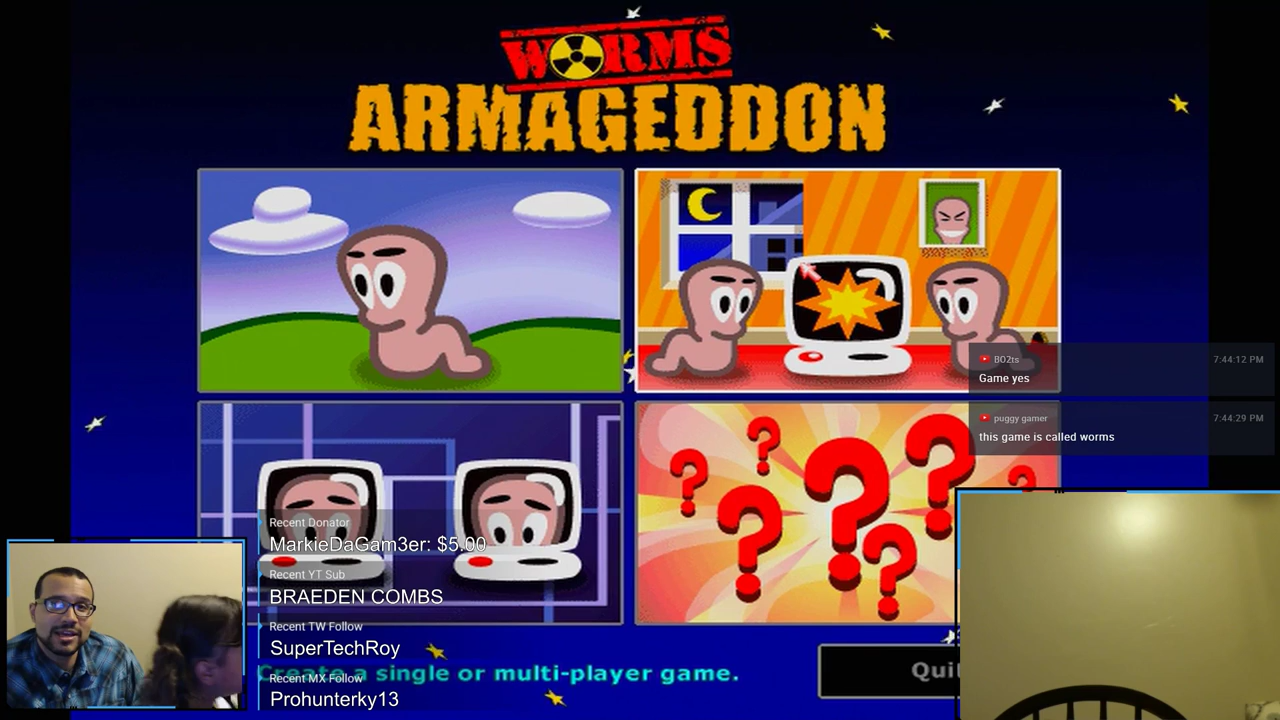 WORMS
ARMAGEDDON
BO2ts 7:44:12 PM
Game yes
puggy gamer 7:44:29 PM
this game is called worms
Recent Donator
MarkieDaGam3er: $5.00
Recent YT Sub
BRAEDEN COMBS
Recent TW Follow
SuperTechRoy
Create a single or multi-player game.
Qui
Recent MX Follow
Prohunterky13